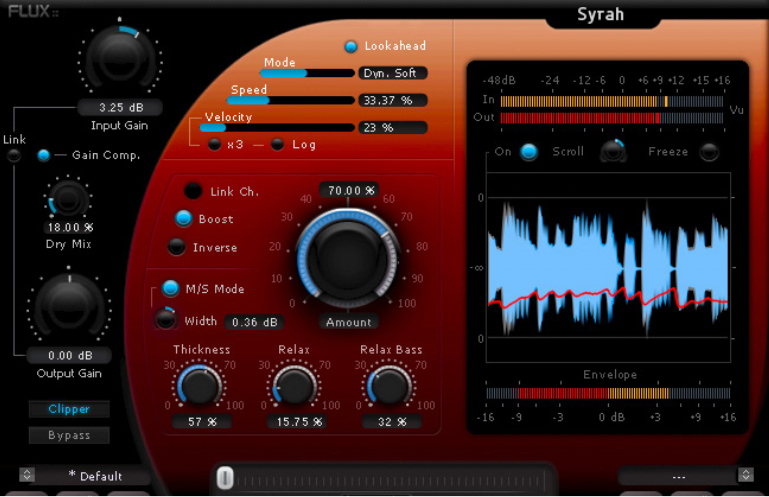 FLUX::
Syrah
3.25 dB
Input Gain
Link
Gain Comp.
18.00 %
Dry Mix
0.00 dB
Output Gain
Clipper
Bypass
* Default
Lookahead
Mode
Dyn. Soft
Speed
33.37 %
Velocity
23 %
x3 Log
Link Ch.
Boost
Inverse
M/S Mode
Width 0.36 dB
70.00 %
0 10 20 30 40 60 70 80 90 100
Amount
Thickness Relax Relax Bass
30 70 30 70 30 70
0 100 0 100 0 100
57 % 15.75 % 32 %
-48dB -24 -12 -6 0 +6 +9 +12 +15 +16
In
Out
Vu
On Scroll Freeze
0
-∞
0
Envelope
-16 -9 -3 0 dB +3 +9 +16
---